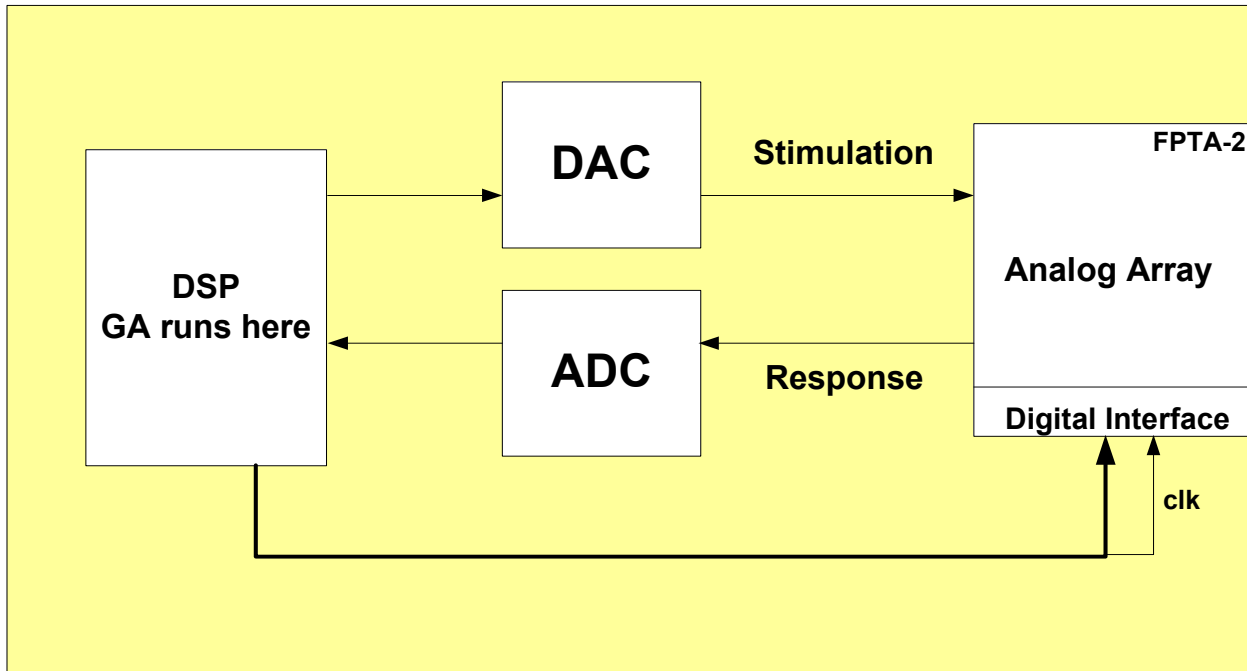 DSP
GA runs here
DAC
ADC
Stimulation
Response
FPTA-2
Analog Array
Digital Interface
clk